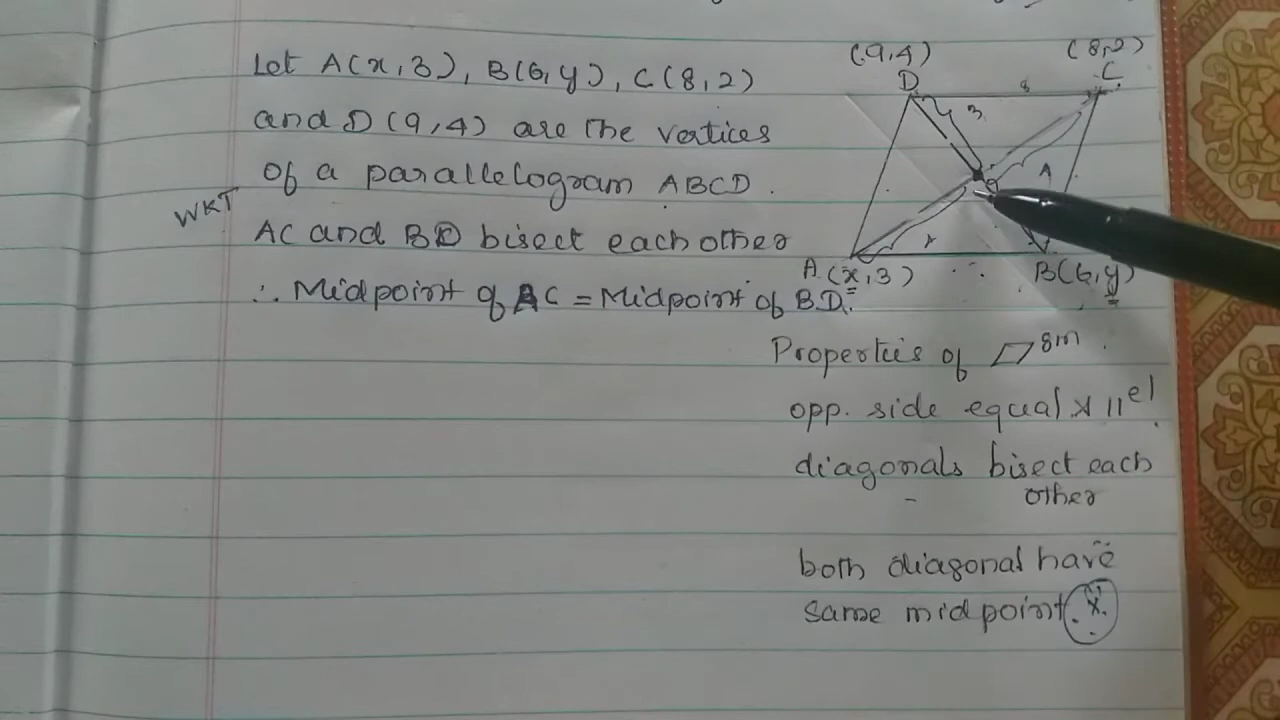 Let A(x,3), B(6,y), C(8,2)
and D(9,4) are the vertices
of a parallelogram ABCD.
WKT
AC and BD bisect each other
∴ Midpoint of AC = Midpoint of BD.
(9,4) (8,2)
D C
8
3
A(x,3) B(6,y)
Properties of ▱gm.
opp. side equal & ||el.
diagonals bisect each
other
both diagonal have
same midpoint